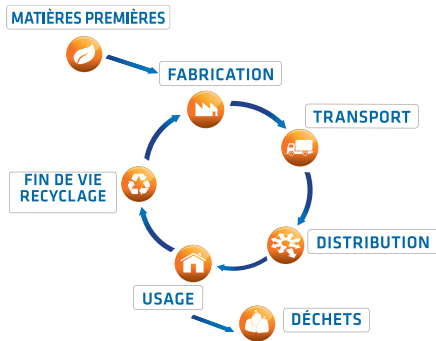 MATIÈRES PREMIÈRES
FABRICATION
TRANSPORT
DISTRIBUTION
USAGE
DÉCHETS
FIN DE VIE
RECYCLAGE